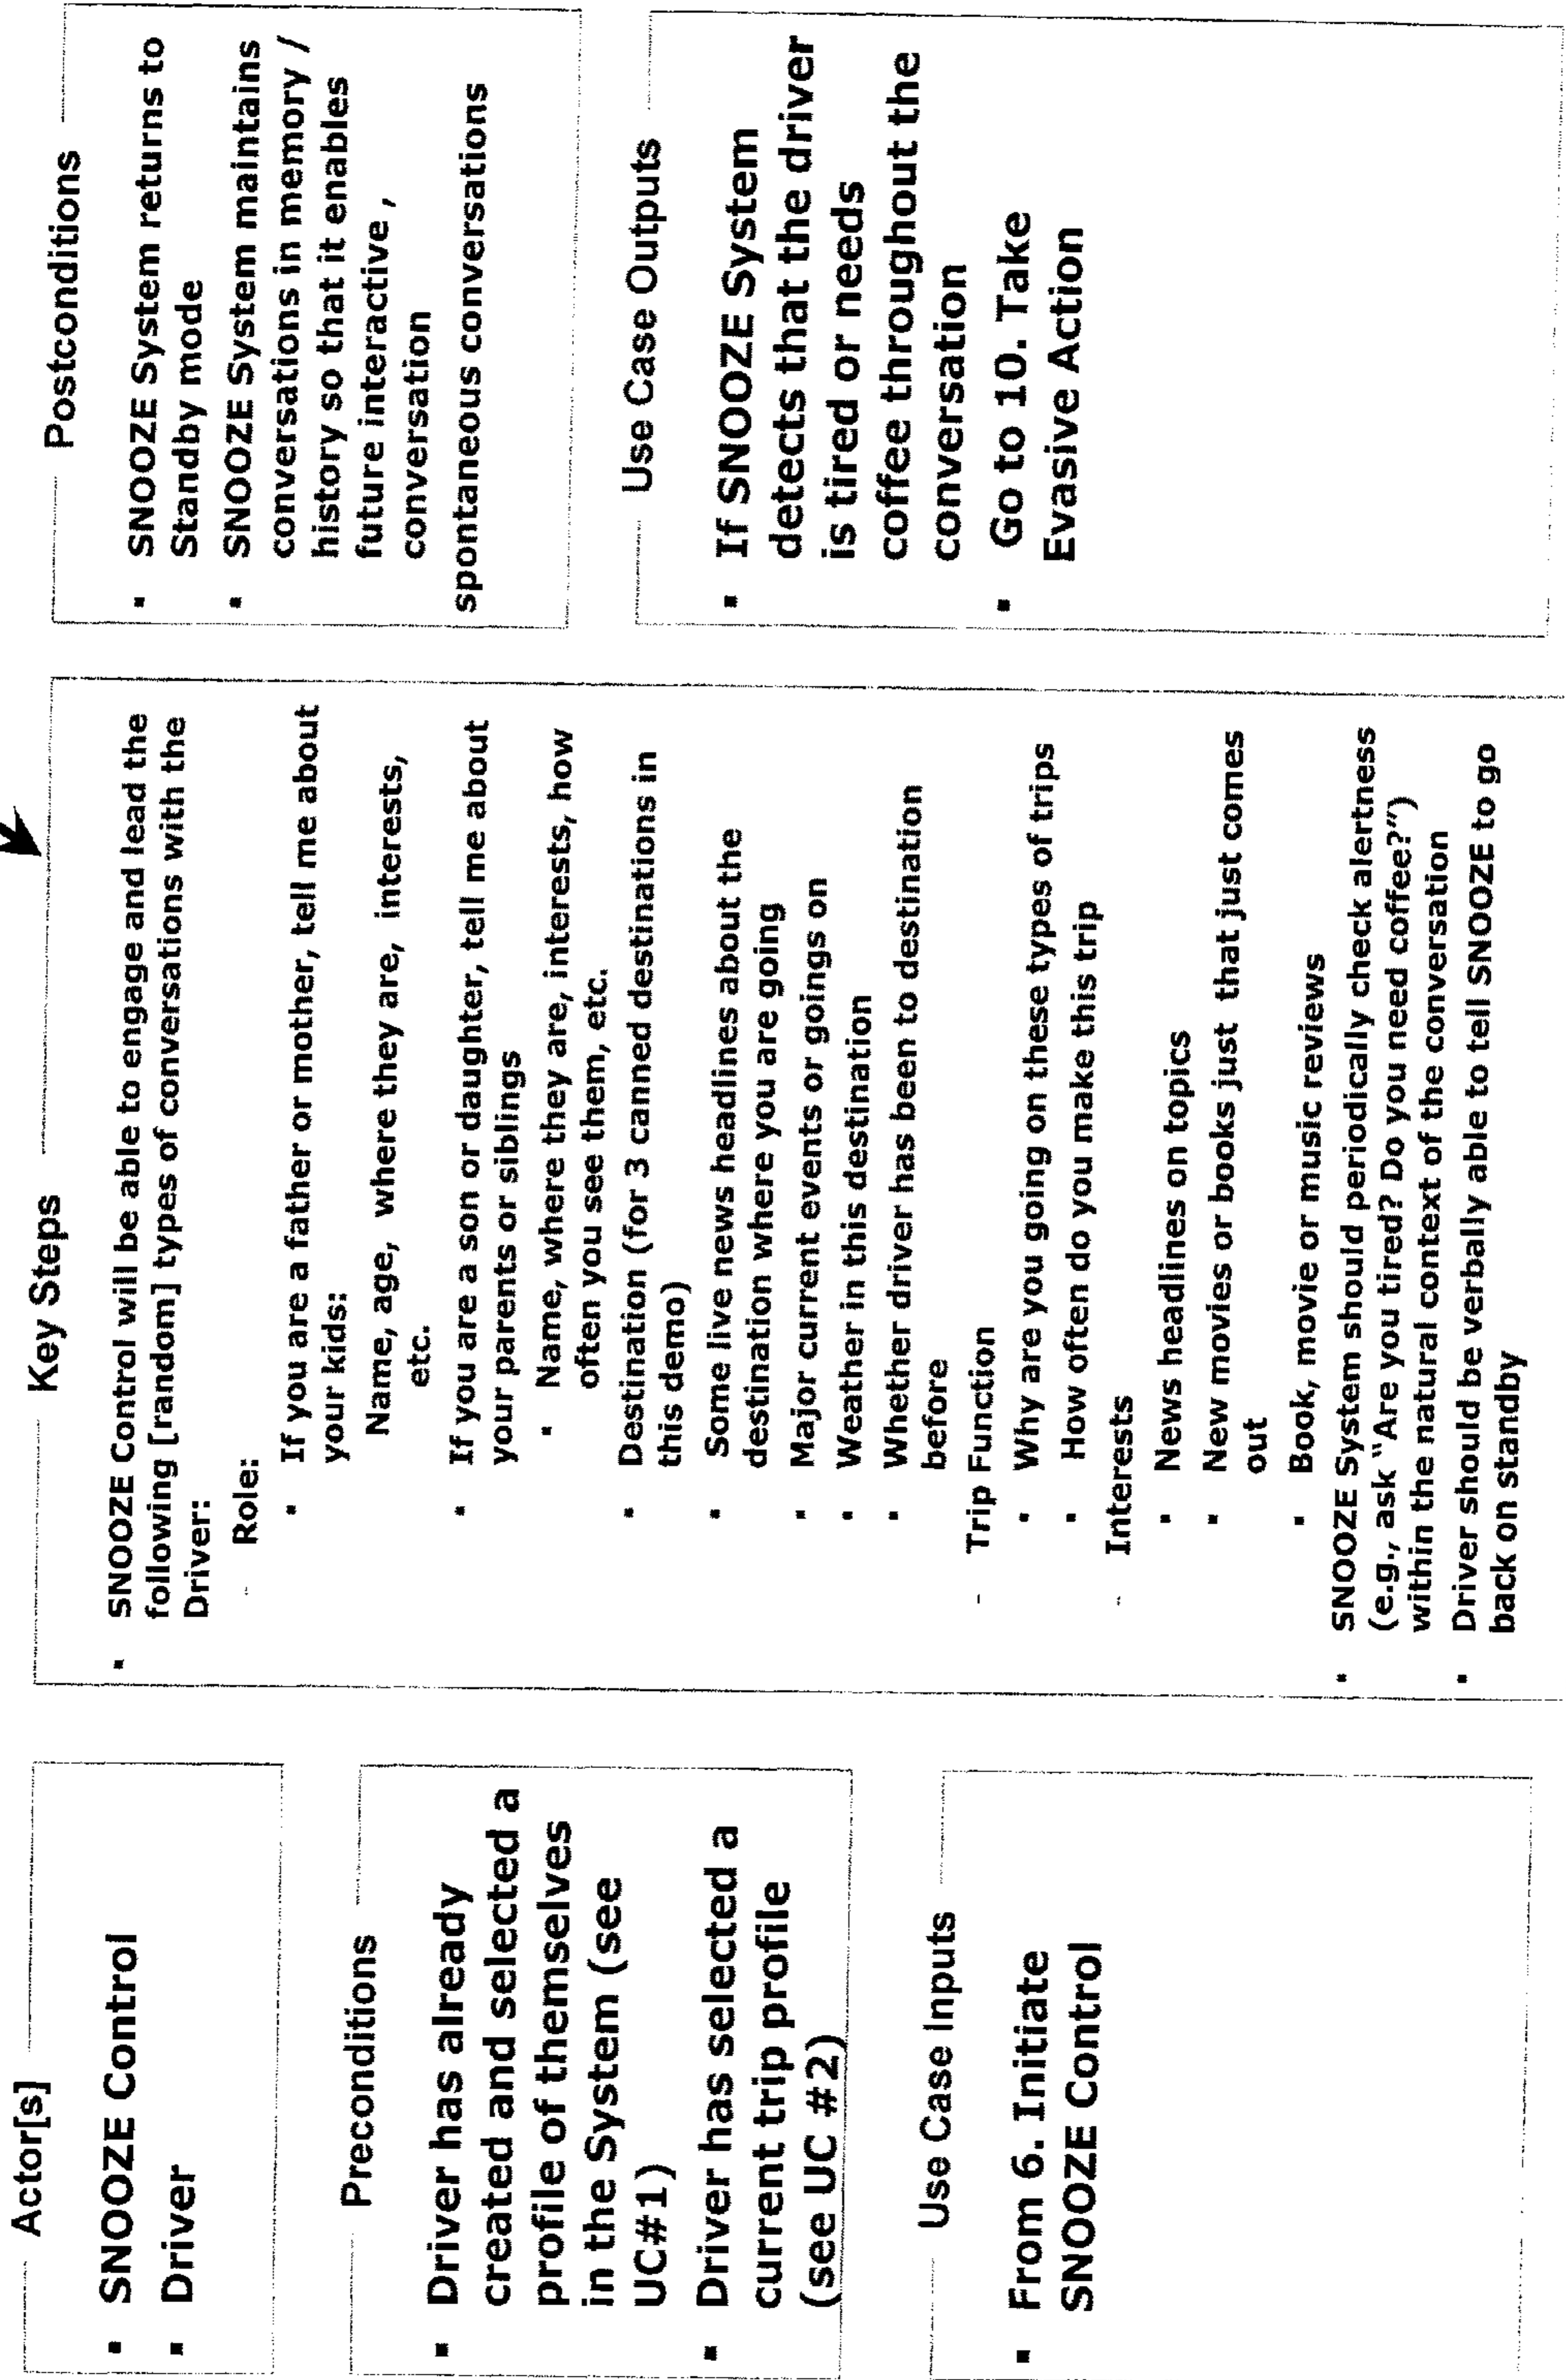 Actor[s]
▪ SNOOZE Control
▪ Driver
Preconditions
▪ Driver has already
created and selected a
profile of themselves
in the System (see
UC#1)
▪ Driver has selected a
current trip profile
(see UC #2)
Use Case Inputs
▪ From 6. Initiate
SNOOZE Control
Key Steps
▪ SNOOZE Control will be able to engage and lead the
following [random] types of conversations with the
Driver:
- Role:
▪ If you are a father or mother, tell me about
your kids:
Name, age, where they are, interests,
etc.
▪ If you are a son or daughter, tell me about
your parents or siblings
▪ Name, where they are, interests, how
often you see them, etc.
▪ Destination (for 3 canned destinations in
this demo)
▪ Some live news headlines about the
destination where you are going
▪ Major current events or goings on
▪ Weather in this destination
▪ Whether driver has been to destination
before
- Trip Function
▪ Why are you going on these types of trips
▪ How often do you make this trip
- Interests
▪ News headlines on topics
▪ New movies or books just that just comes
out
▪ Book, movie or music reviews
▪ SNOOZE System should periodically check alertness
(e.g., ask “Are you tired? Do you need coffee?”)
within the natural context of the conversation
▪ Driver should be verbally able to tell SNOOZE to go
back on standby
Postconditions
▪ SNOOZE System returns to
Standby mode
▪ SNOOZE System maintains
conversations in memory /
history so that it enables
future interactive ,
conversation
spontaneous conversations
Use Case Outputs
▪ If SNOOZE System
detects that the driver
is tired or needs
coffee throughout the
conversation
▪ Go to 10. Take
Evasive Action